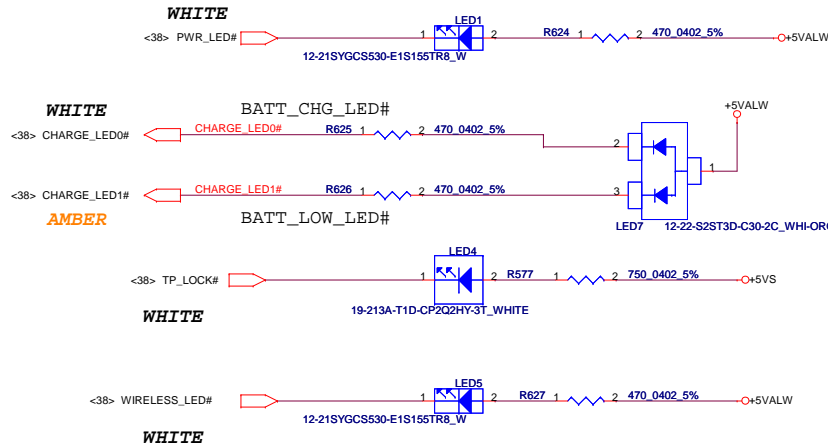 WHITE
<38> PWR_LED# 1 LED1 2 R624 1 2 470_0402_5% +5VALW
12-21SYGCS530-E1S155TR8_W
WHITE BATT_CHG_LED# +5VALW
<38> CHARGE_LED0# CHARGE_LED0# R625 1 2 470_0402_5% 2
1
<38> CHARGE_LED1# CHARGE_LED1# R626 1 2 470_0402_5% 3
AMBER BATT_LOW_LED# LED7 12-22-S2ST3D-C30-2C_WHI-OR
LED4
<38> TP_LOCK# 1 2 R577 1 2 750_0402_5% +5VS
19-213A-T1D-CP2Q2HY-3T_WHITE
WHITE
LED5
<38> WIRELESS_LED# 1 2 R627 1 2 470_0402_5% +5VALW
12-21SYGCS530-E1S155TR8_W
WHITE